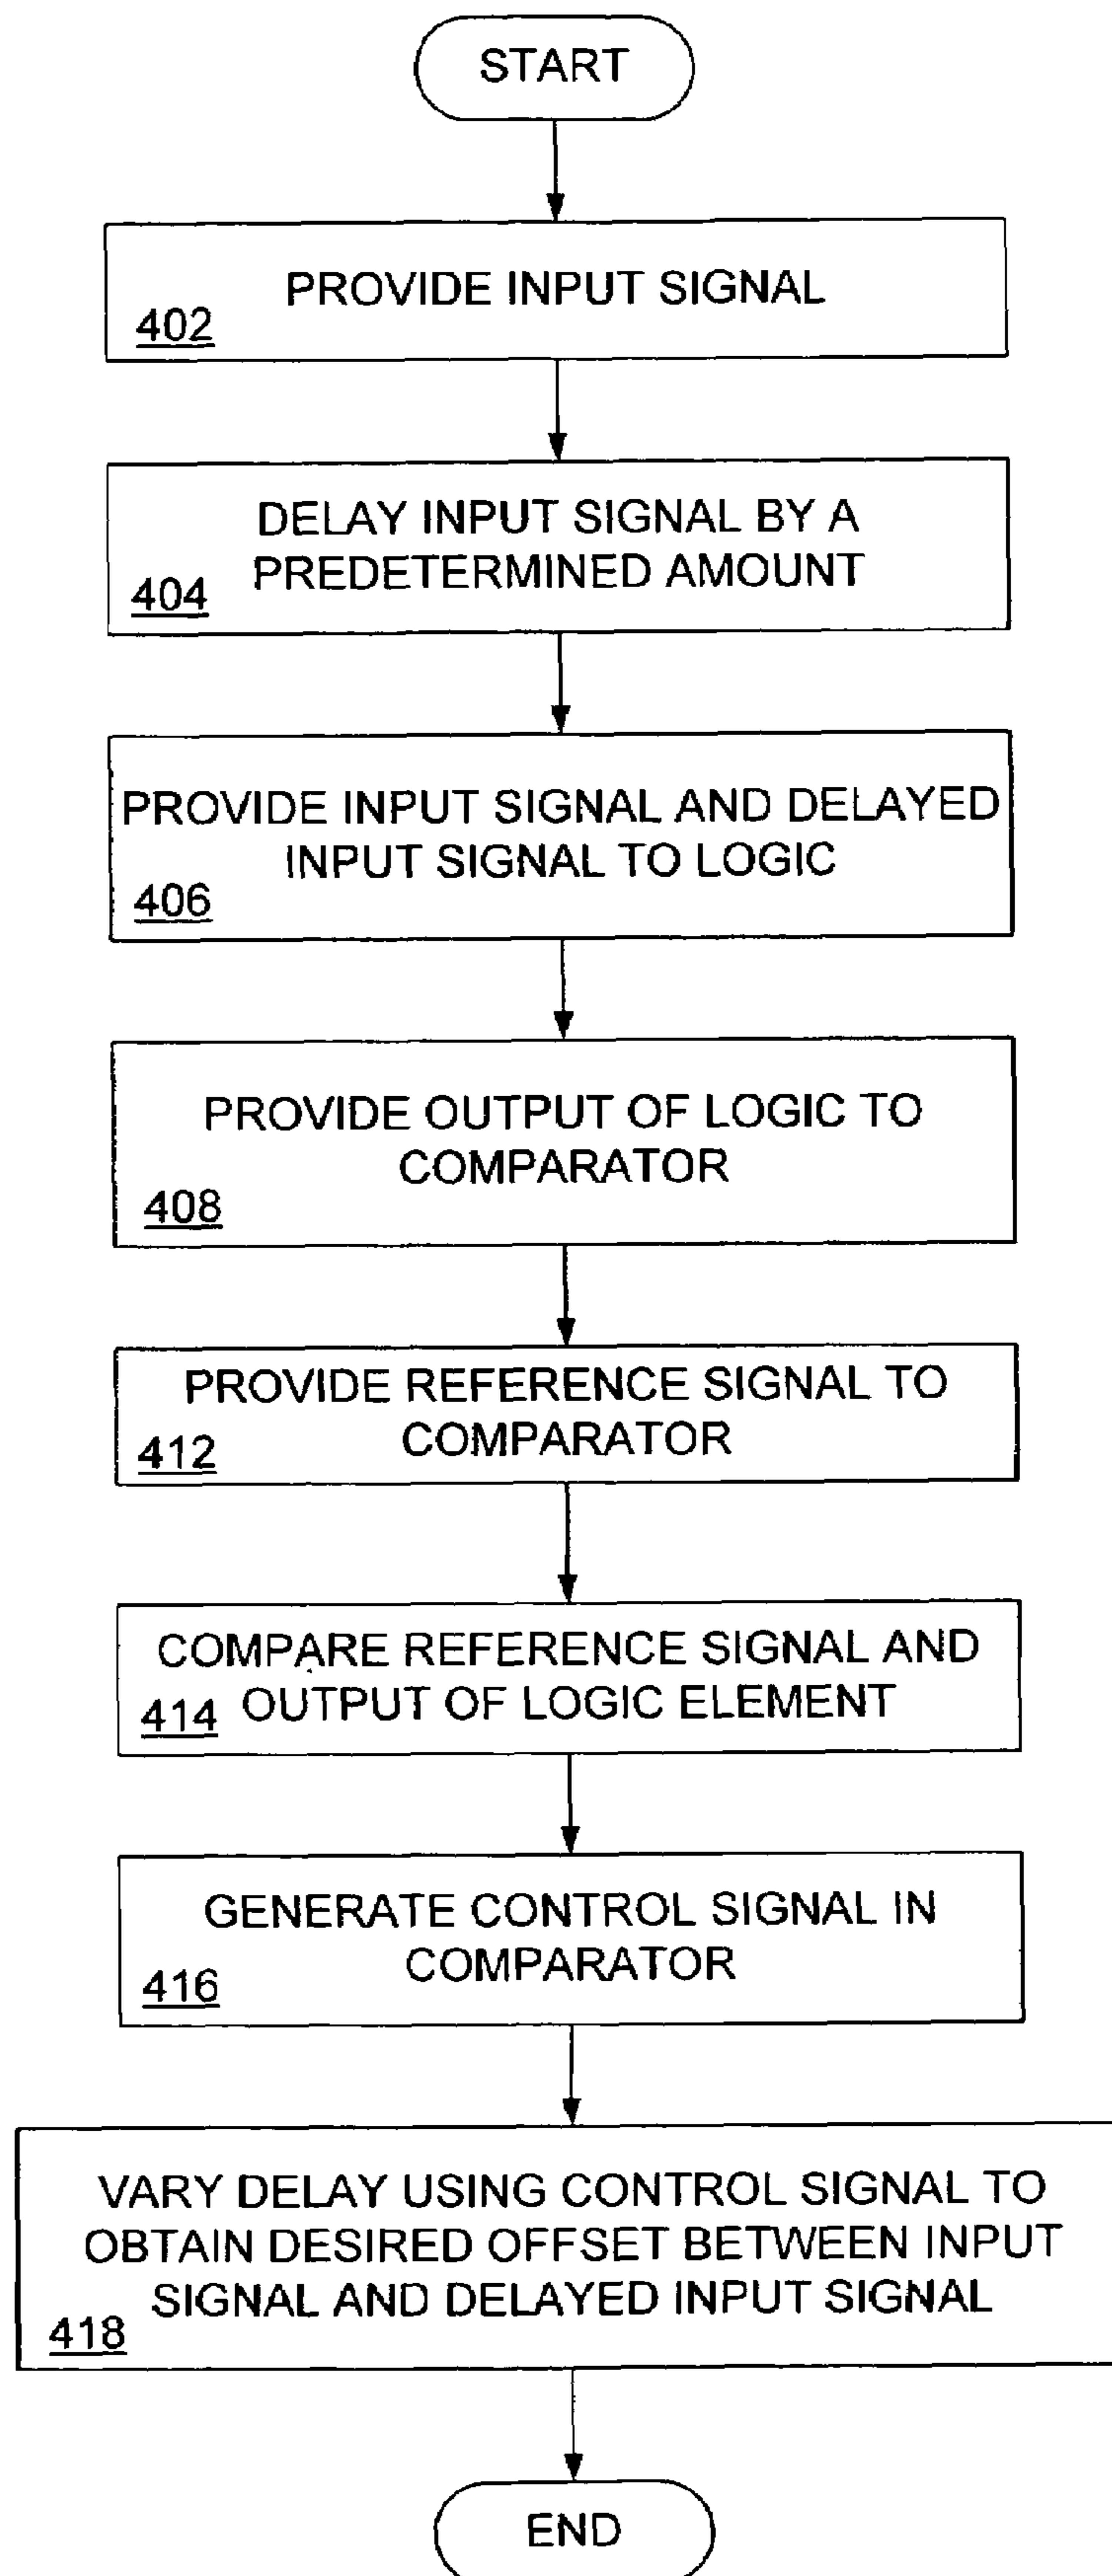 START
PROVIDE INPUT SIGNAL
402
DELAY INPUT SIGNAL BY A
PREDETERMINED AMOUNT
404
PROVIDE INPUT SIGNAL AND DELAYED
INPUT SIGNAL TO LOGIC
406
PROVIDE OUTPUT OF LOGIC TO
COMPARATOR
408
PROVIDE REFERENCE SIGNAL TO
COMPARATOR
412
COMPARE REFERENCE SIGNAL AND
OUTPUT OF LOGIC ELEMENT
414
GENERATE CONTROL SIGNAL IN
COMPARATOR
416
VARY DELAY USING CONTROL SIGNAL TO
OBTAIN DESIRED OFFSET BETWEEN INPUT
SIGNAL AND DELAYED INPUT SIGNAL
418
END